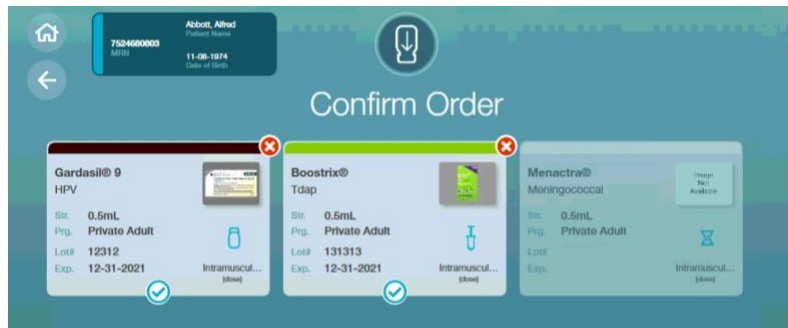 7524680803
MRN
Abbott, Alfred
Patient Name
11-08-1974
Date of Birth
Confirm Order
Gardasil® 9
HPV
Str. 0.5mL
Prg. Private Adult
Lot# 12312
Exp. 12-31-2021
Intramuscul...
(dose)
Boostrix®
Tdap
Str. 0.5mL
Prg. Private Adult
Lot# 131313
Exp. 12-31-2021
Intramuscul...
(dose)
Menactra®
Meningococcal
Image
Not
Available
Str. 0.5mL
Prg. Private Adult
Lot#
Exp.
Intramuscul...
(dose)